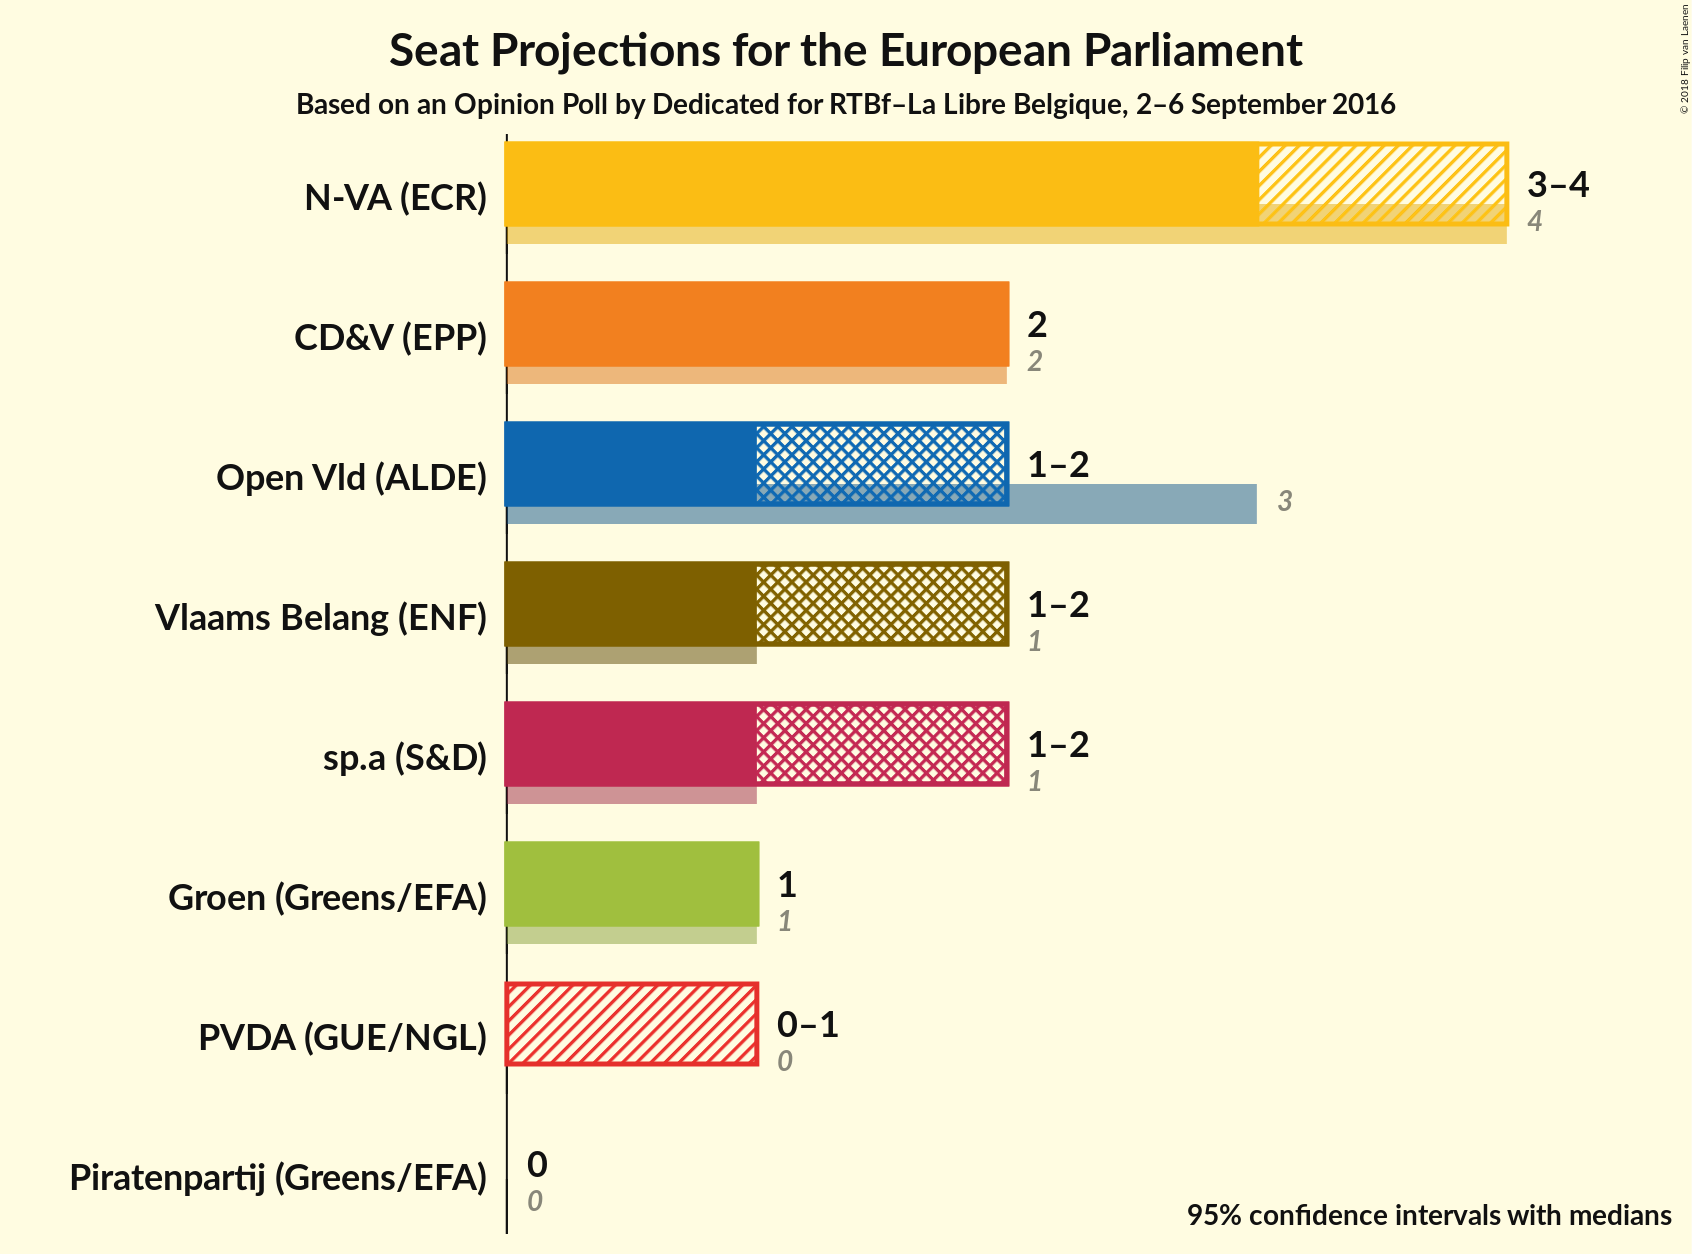 Seat Projections for the European Parliament
Based on an Opinion Poll by Dedicated for RTBf–La Libre Belgique, 2–6 September 2016
© 2018 Filip van Laenen
N-VA (ECR)
3–4
4
CD&V (EPP)
2
2
Open Vld (ALDE)
1–2
3
Vlaams Belang (ENF)
1–2
1
sp.a (S&D)
1–2
1
Groen (Greens/EFA)
1
1
PVDA (GUE/NGL)
0–1
0
Piratenpartij (Greens/EFA)
0
0
95% confidence intervals with medians